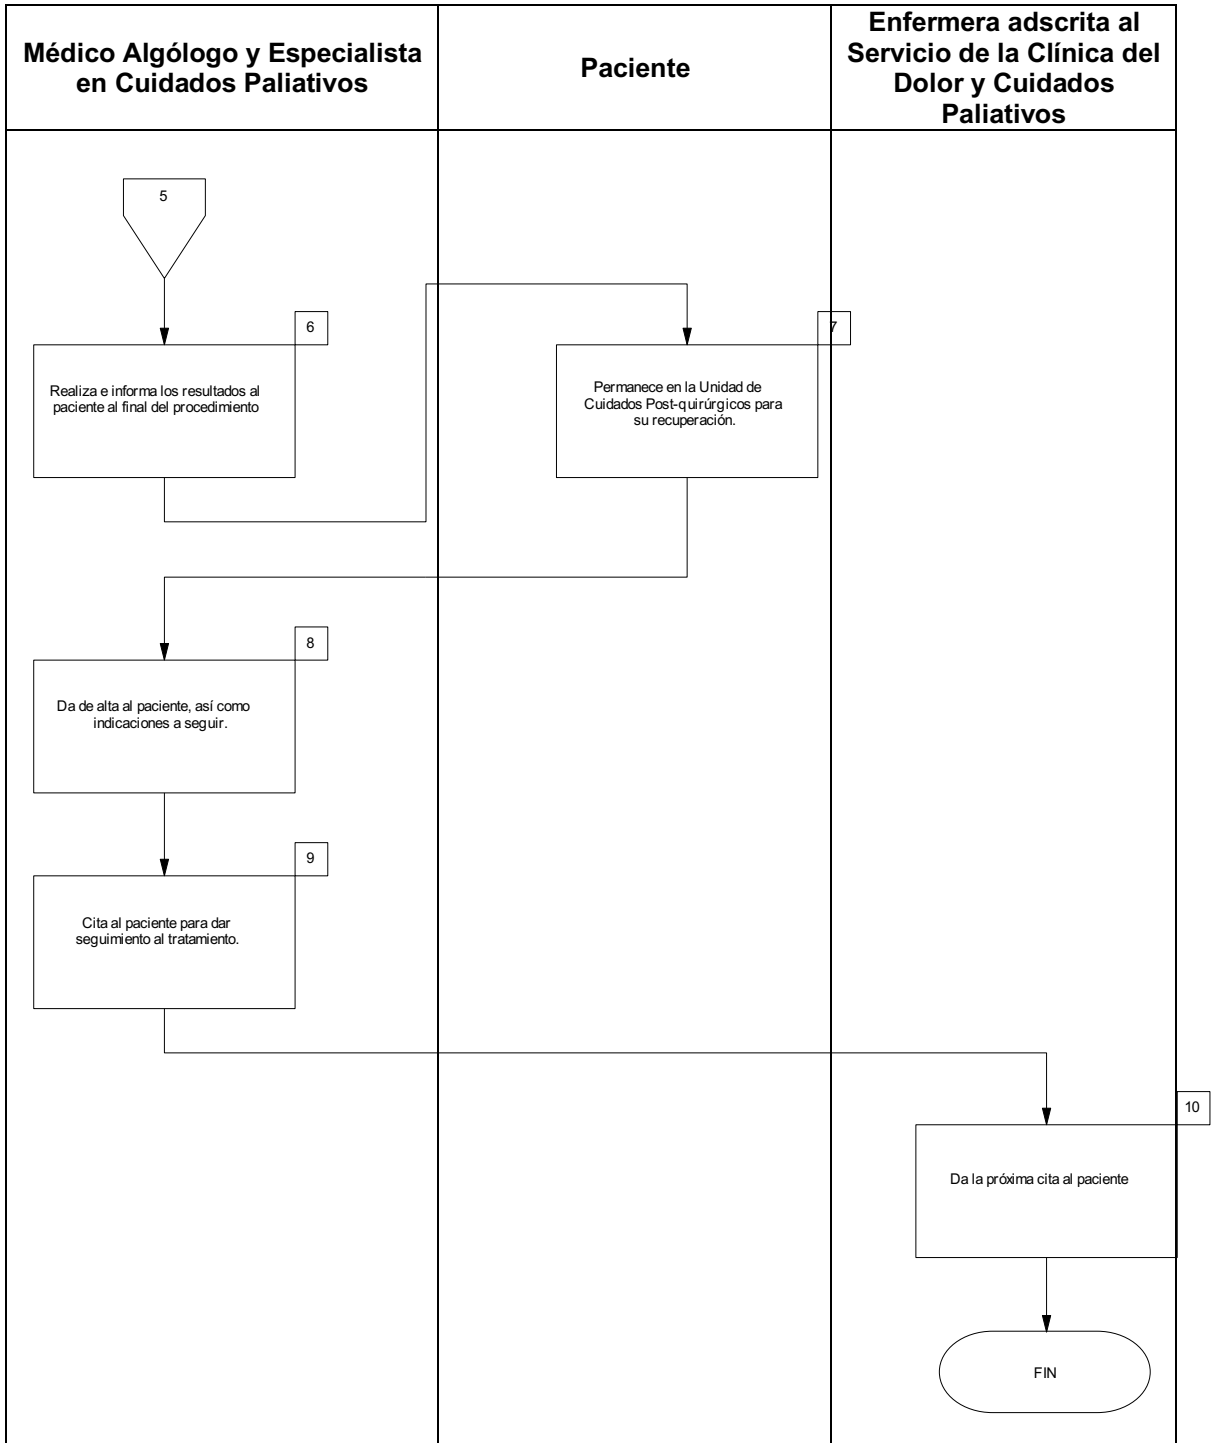 Médico Algólogo y Especialista
en Cuidados Paliativos
Paciente
Enfermera adscrita al
Servicio de la Clínica del
Dolor y Cuidados
Paliativos
5
6
Realiza e informa los resultados al
paciente al final del procedimiento
7
Permanece en la Unidad de
Cuidados Post-quirúrgicos para
su recuperación.
8
Da de alta al paciente, así como
indicaciones a seguir.
9
Cita al paciente para dar
seguimiento al tratamiento.
10
Da la próxima cita al paciente
FIN